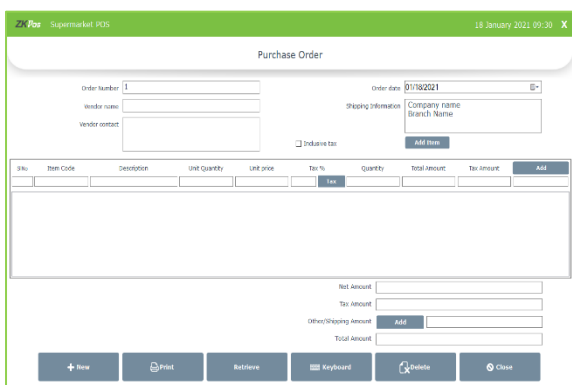 ZKPos Supermarket POS 18 January 2021 09:30 X
Purchase Order
Order Number 1 Order date 01/18/2021
Vendor name Shipping Information Company name
Branch Name
Vendor contact
Inclusive tax Add Item
Sl No Item Code Description Unit Quantity Unit price Tax % Quantity Total Amount Tax Amount Add
Tax
Net Amount
Tax Amount
Other/Shipping Amount Add
Total Amount
New Print Retrieve Keyboard Delete Close